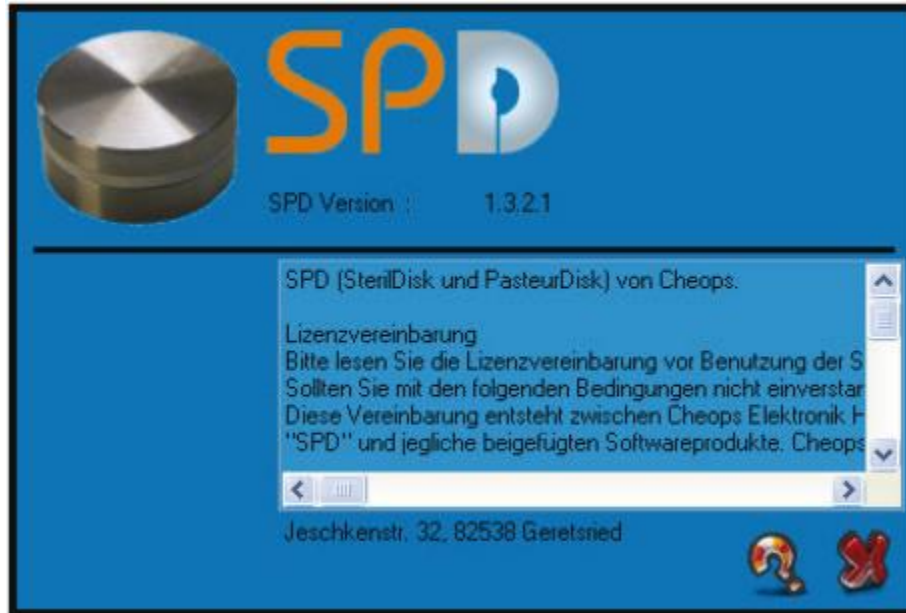 SPD
SPD Version : 1.3.2.1
SPD (SterilDisk und PasteurDisk) von Cheops.
Lizenzvereinbarung
Bitte lesen Sie die Lizenzvereinbarung vor Benutzung der S
Sollten Sie mit den folgenden Bedingungen nicht einverstan
Diese Vereinbarung entsteht zwischen Cheops Elektronik H
"SPD" und jegliche beigefügten Softwareprodukte. Cheops
Jeschkenstr. 32, 82538 Geretsried